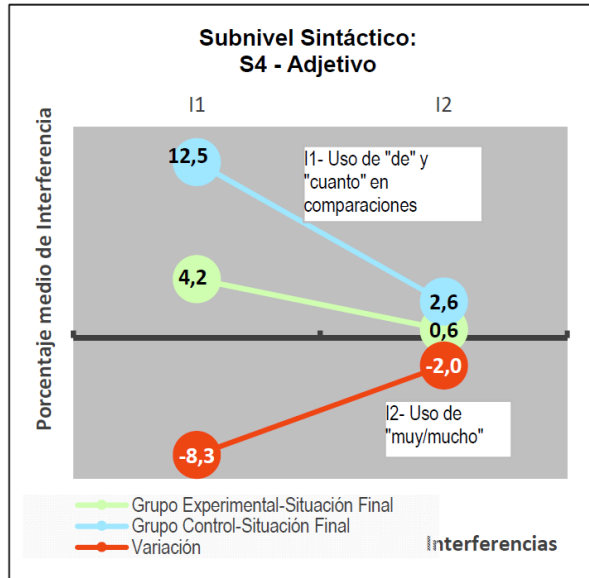 Subnivel Sintáctico:
S4 - Adjetivo
I1
I2
Porcentaje medio de Interferencia
12,5
I1- Uso de "de" y
"cuanto" en
comparaciones
4,2
2,6
0,6
-2,0
I2- Uso de
"muy/mucho"
-8,3
Grupo Experimental-Situación Final
Grupo Control-Situación Final
Variación
Interferencias